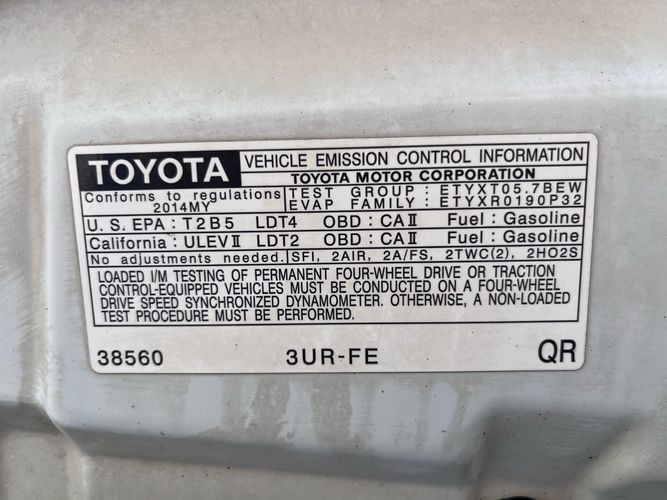 TOYOTA VEHICLE EMISSION CONTROL INFORMATION
TOYOTA MOTOR CORPORATION
Conforms to regulations
2014MY
TEST GROUP : ETYXT05.7BEW
EVAP FAMILY : ETYXR0190P32
U.S. EPA : T2B5 LDT4 OBD : CAⅡ Fuel : Gasoline
California : ULEVⅡ LDT2 OBD : CAⅡ Fuel : Gasoline
No adjustments needed. SFI, 2AIR, 2A/FS, 2TWC(2), 2HO2S
LOADED I/M TESTING OF PERMANENT FOUR-WHEEL DRIVE OR TRACTION
CONTROL-EQUIPPED VEHICLES MUST BE CONDUCTED ON A FOUR-WHEEL
DRIVE SPEED SYNCHRONIZED DYNAMOMETER. OTHERWISE, A NON-LOADED
TEST PROCEDURE MUST BE PERFORMED.
38560 3UR-FE QR